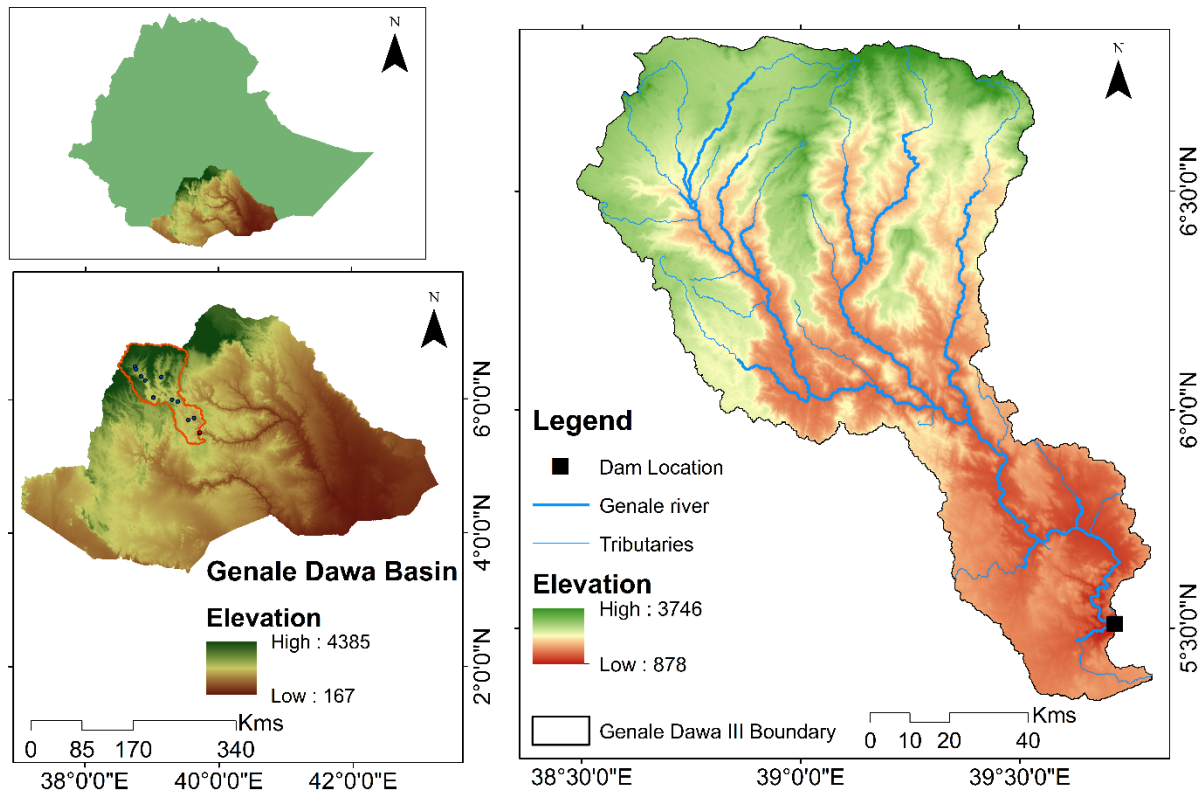 N
N
Genale Dawa Basin
Elevation
High : 4385
Low : 167
Kms
0 85 170 340
38°0'0"E 40°0'0"E 42°0'0"E
6°0'0"N
4°0'0"N
2°0'0"N
N
Legend
Dam Location
Genale river
Tributaries
Elevation
High : 3746
Low : 878
Genale Dawa III Boundary
Kms
0 10 20 40
38°30'0"E 39°0'0"E 39°30'0"E
6°30'0"N
6°0'0"N
5°30'0"N